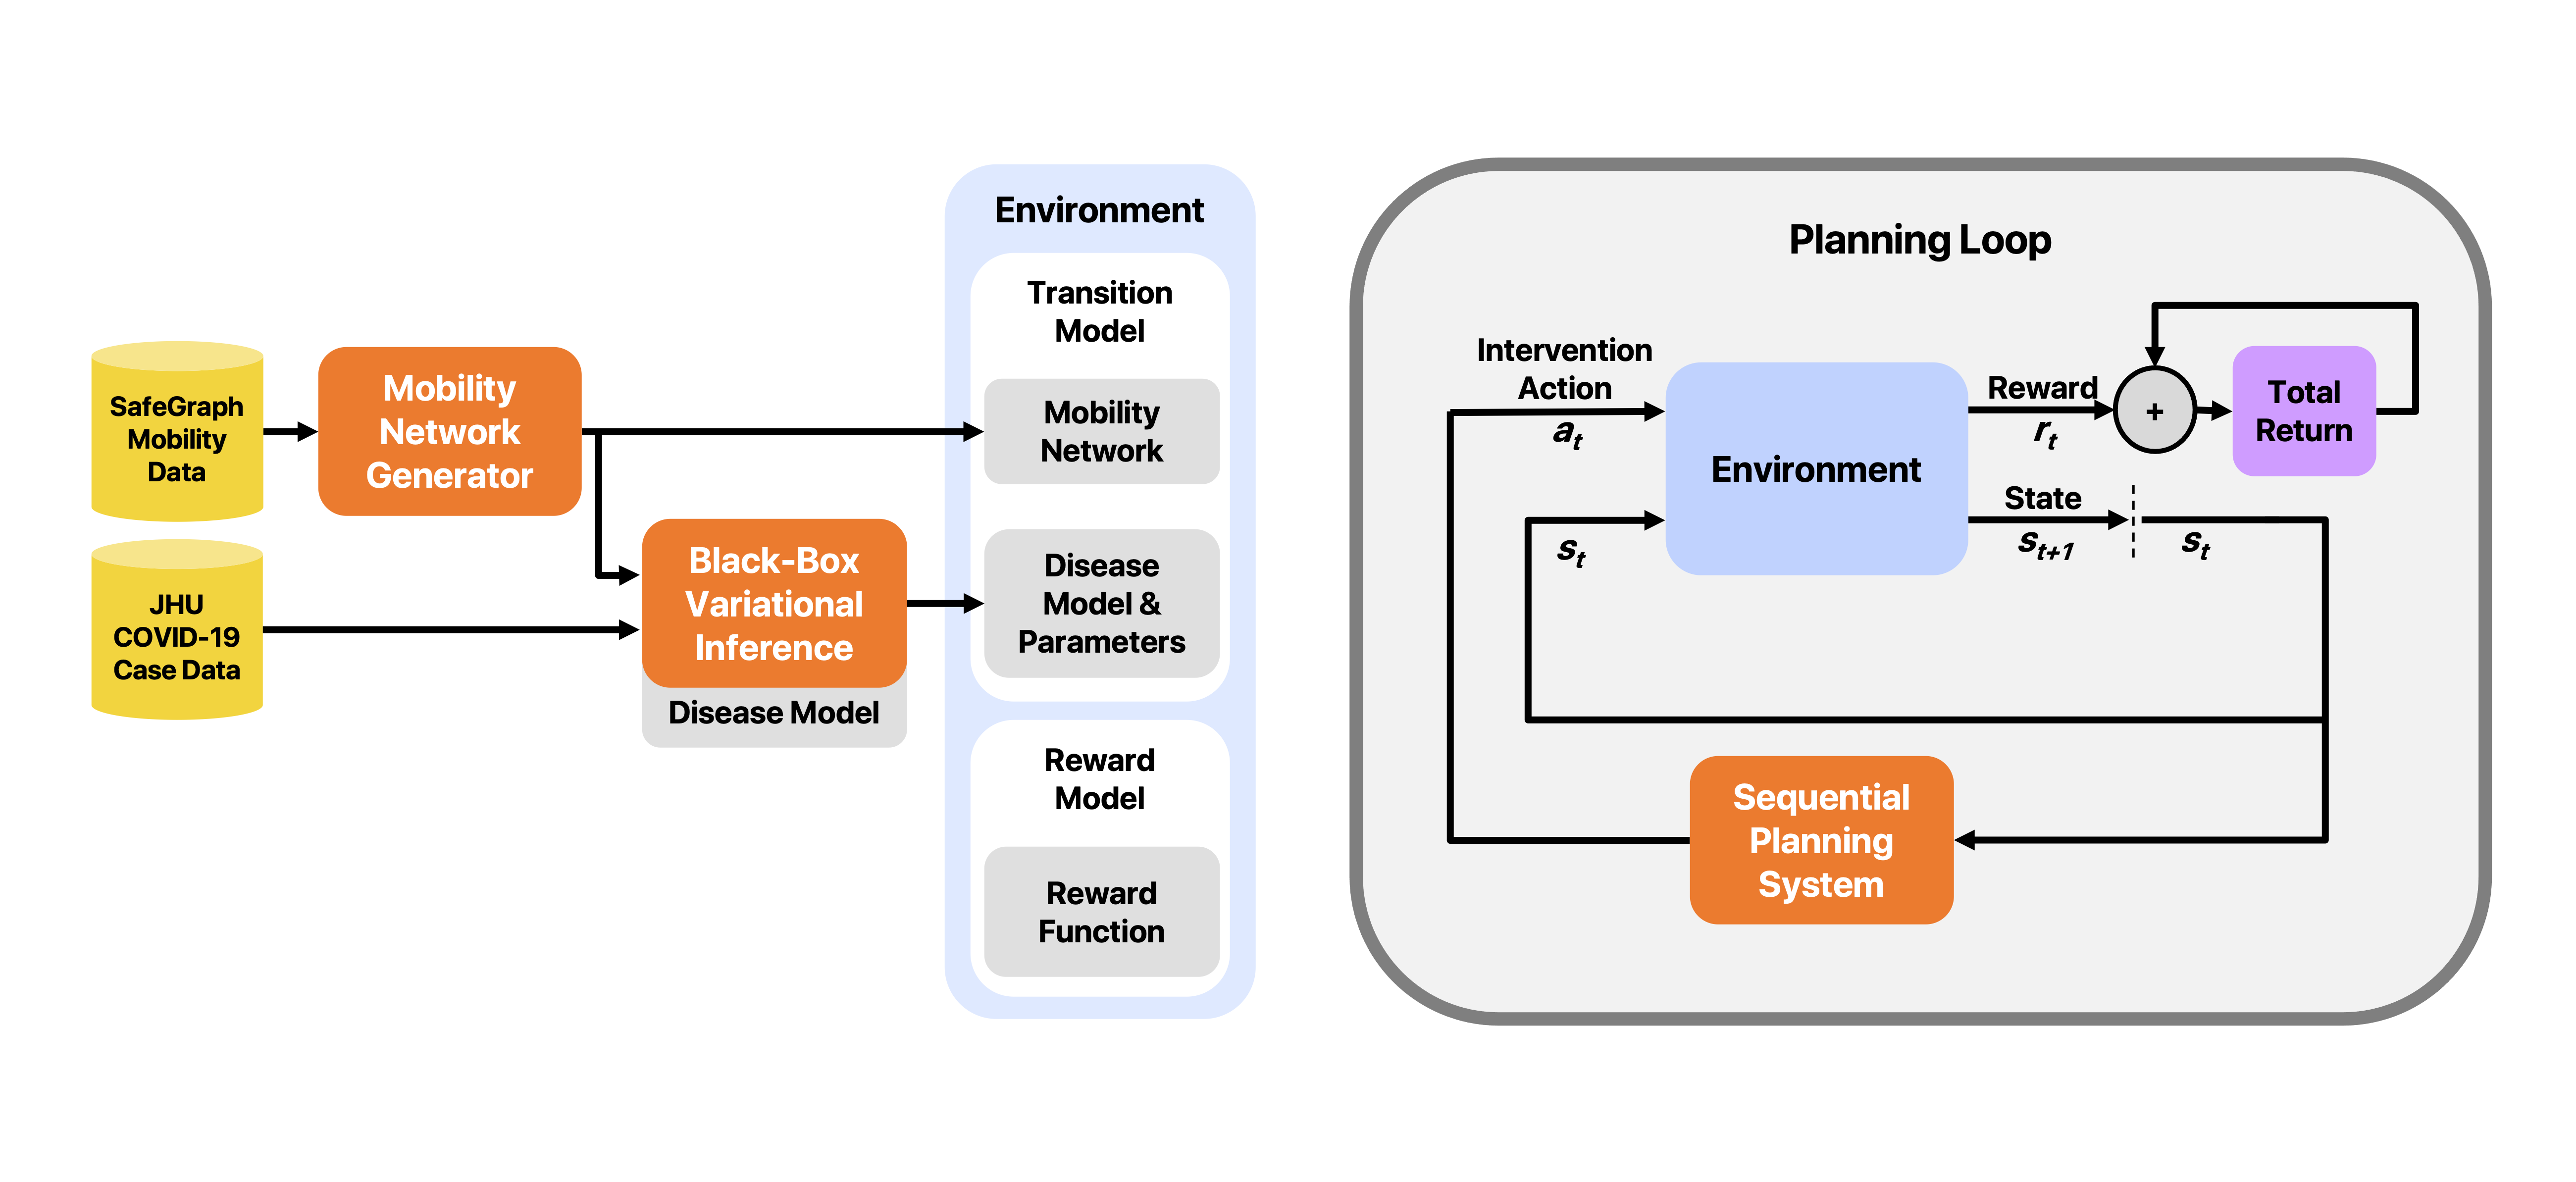 SafeGraph
Mobility
Data
JHU
COVID-19
Case Data
Mobility
Network
Generator
Black-Box
Variational
Inference
Disease Model
Environment
Transition
Model
Mobility
Network
Disease
Model &
Parameters
Reward
Model
Reward
Function
Planning Loop
Intervention
Action
a_t
s_t
Environment
Reward
r_t
+
Total
Return
State
s_{t+1}
s_t
Sequential
Planning
System